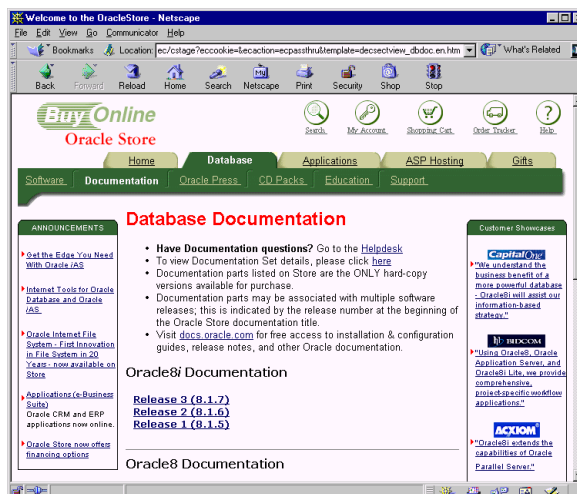 Welcome to the OracleStore - Netscape
File Edit View Go Communicator Help
Bookmarks Location: ec/cstage?eccookie=&ecaction=ecpassthru&template=decsectview_dbdoc.en.htm What's Related
Back Forward Reload Home Search Netscape Print Security Shop Stop
Buy Online
Oracle Store
Search My Account Shopping Cart Order Tracker Help
Home Database Applications ASP Hosting Gifts
Software Documentation Oracle Press CD Packs Education Support
ANNOUNCEMENTS
Get the Edge You Need
With Oracle iAS
Internet Tools for Oracle
Database and Oracle
iAS
Oracle Internet File
System - First Innovation
in File System in 20
Years - now available on
Store
Applications (e-Business
Suite)
Oracle CRM and ERP
applications now online.
Oracle Store now offers
financing options
Database Documentation
• Have Documentation questions? Go to the Helpdesk
• To view Documentation Set details, please click here
• Documentation parts listed on Store are the ONLY hard-copy
versions available for purchase.
• Documentation parts may be associated with multiple software
releases; this is indicated by the release number at the beginning of
the Oracle Store documentation title.
• Visit docs.oracle.com for free access to installation & configuration
guides, release notes, and other Oracle documentation.
Oracle8i Documentation
Release 3 (8.1.7)
Release 2 (8.1.6)
Release 1 (8.1.5)
Oracle8 Documentation
Customer Showcases
CapitalOne
"We understand the
business benefit of a
more powerful database
- Oracle8i will assist our
information-based
strategy."
BIDCOM
"Using Oracle8, Oracle
Application Server, and
Oracle8i Lite, we provide
comprehensive,
project-specific workflow
applications."
ACXIOM
"Oracle8i extends the
capabilities of Oracle
Parallel Server."